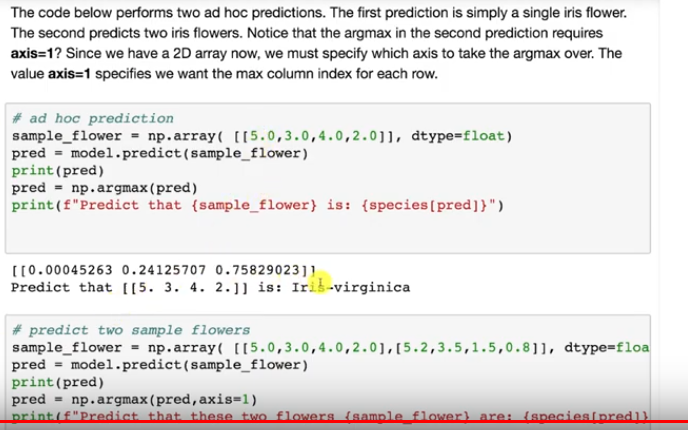 The code below performs two ad hoc predictions. The first prediction is simply a single iris flower.
The second predicts two iris flowers. Notice that the argmax in the second prediction requires
axis=1? Since we have a 2D array now, we must specify which axis to take the argmax over. The
value axis=1 specifies we want the max column index for each row.
# ad hoc prediction
sample_flower = np.array( [[5.0,3.0,4.0,2.0]], dtype=float)
pred = model.predict(sample_flower)
print(pred)
pred = np.argmax(pred)
print(f"Predict that {sample_flower} is: {species[pred]}")
[[0.00045263 0.24125707 0.75829023]]
Predict that [[5. 3. 4. 2.]] is: Iris-virginica
# predict two sample flowers
sample_flower = np.array( [[5.0,3.0,4.0,2.0],[5.2,3.5,1.5,0.8]], dtype=floa
pred = model.predict(sample_flower)
print(pred)
pred = np.argmax(pred,axis=1)
print(f"Predict that these two flowers {sample_flower} are: {species[pred]}